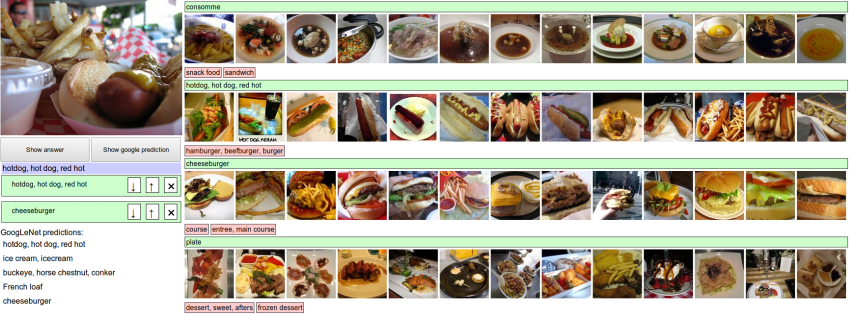 Show answer
Show google prediction
hotdog, hot dog, red hot
hotdog, hot dog, red hot
↓ ↑ ×
cheeseburger
↓ ↑ ×
GoogLeNet predictions:
hotdog, hot dog, red hot
ice cream, icecream
buckeye, horse chestnut, conker
French loaf
cheeseburger
consomme
snack food
sandwich
hotdog, hot dog, red hot
hamburger, beefburger, burger
cheeseburger
course
entree, main course
plate
dessert, sweet, afters
frozen dessert